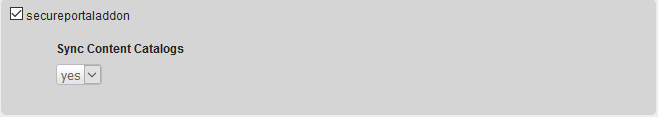 secureportaladdon
Sync Content Catalogs
yes